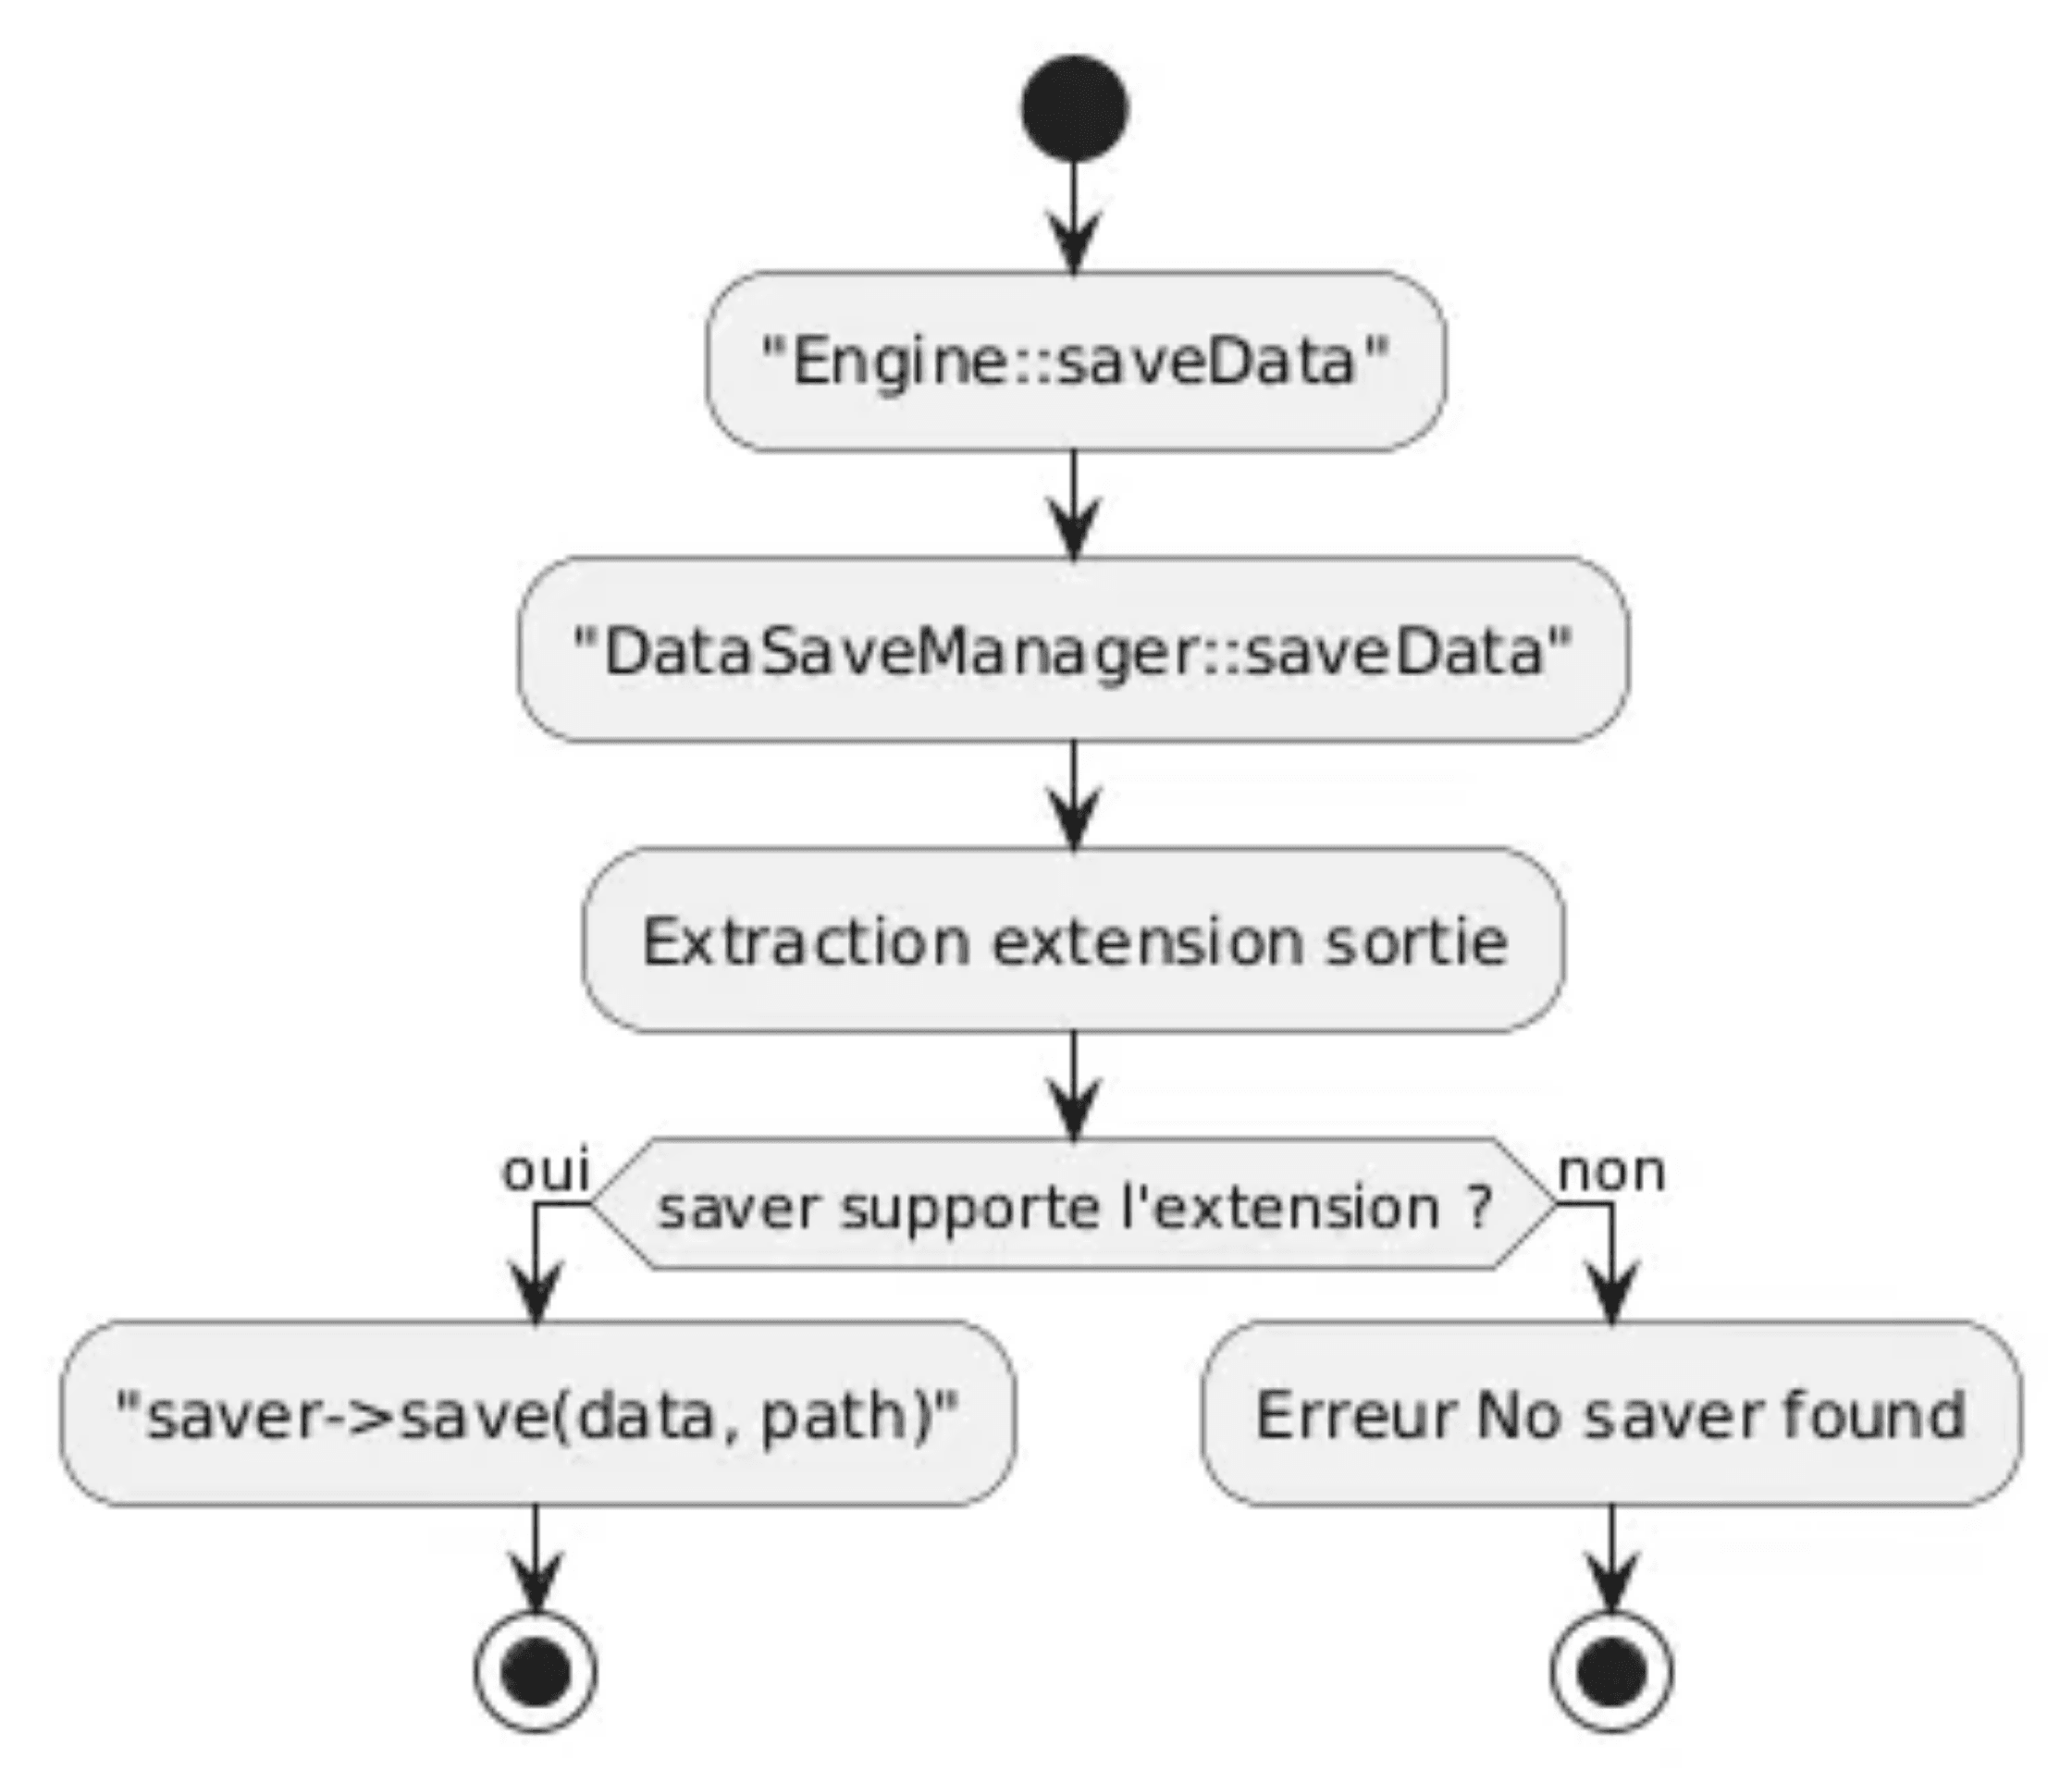 "Engine::saveData"
"DataSaveManager::saveData"
Extraction extension sortie
oui
saver supporte l'extension ?
non
"saver->save(data, path)"
Erreur No saver found